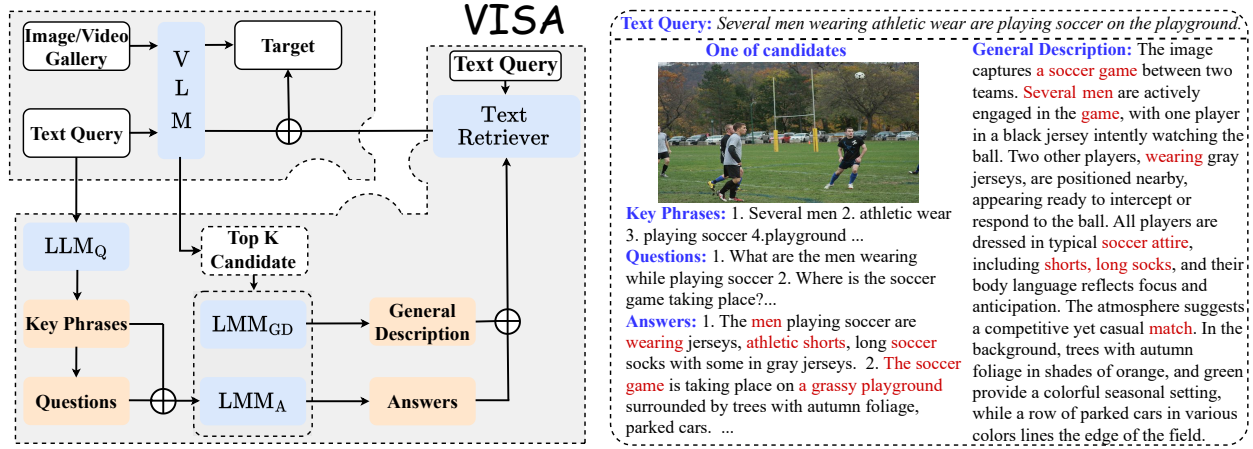 VISA
Image/Video
Gallery
V
L
M
Target
Text Query
Text Query
Text
Retriever
LLM_Q
Top K
Candidate
Key Phrases
LMM_GD
General
Description
Questions
LMM_A
Answers
Text Query: Several men wearing athletic wear are playing soccer on the playground.
One of candidates
Key Phrases: 1. Several men 2. athletic wear
3. playing soccer 4.playground ...
Questions: 1. What are the men wearing
while playing soccer 2. Where is the soccer
game taking place?...
Answers: 1. The men playing soccer are
wearing jerseys, athletic shorts, long soccer
socks with some in gray jerseys. 2. The soccer
game is taking place on a grassy playground
surrounded by trees with autumn foliage,
parked cars. ...
General Description: The image
captures a soccer game between two
teams. Several men are actively
engaged in the game, with one player
in a black jersey intently watching the
ball. Two other players, wearing gray
jerseys, are positioned nearby,
appearing ready to intercept or
respond to the ball. All players are
dressed in typical soccer attire,
including shorts, long socks, and their
body language reflects focus and
anticipation. The atmosphere suggests
a competitive yet casual match. In the
background, trees with autumn
foliage in shades of orange, and green
provide a colorful seasonal setting,
while a row of parked cars in various
colors lines the edge of the field.